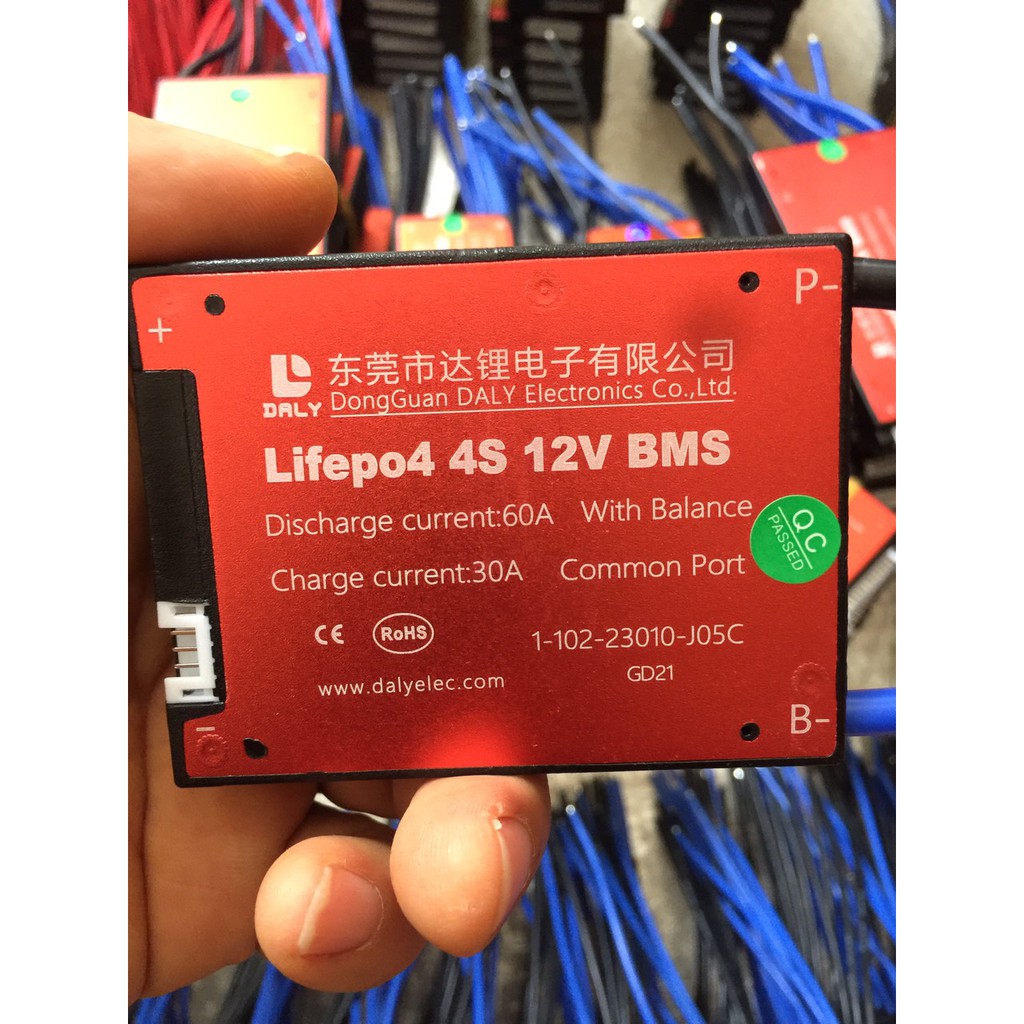 P-
+
东莞市达锂电子有限公司
DALY DongGuan DALY Electronics Co.,Ltd.
Lifepo4 4S 12V BMS
Discharge current:60A With Balance
QC
PASSED
Charge current:30A Common Port
CE RoHS 1-102-23010-J05C
GD21
www.dalyelec.com
B-
-